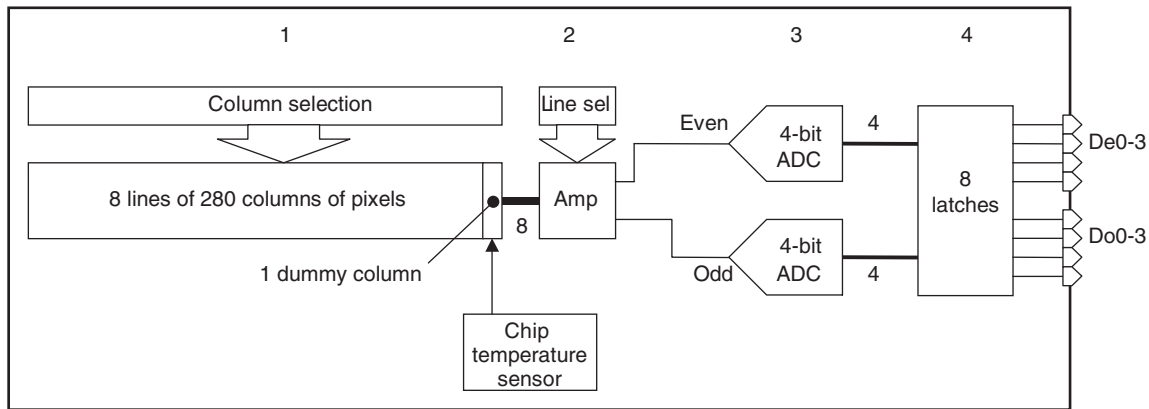 1 2 3 4
Column selection
Line sel
8 lines of 280 columns of pixels
8
Amp
Even
Odd
4-bit
ADC
4
4-bit
ADC
4
8
latches
De0-3
Do0-3
1 dummy column
Chip
temperature
sensor